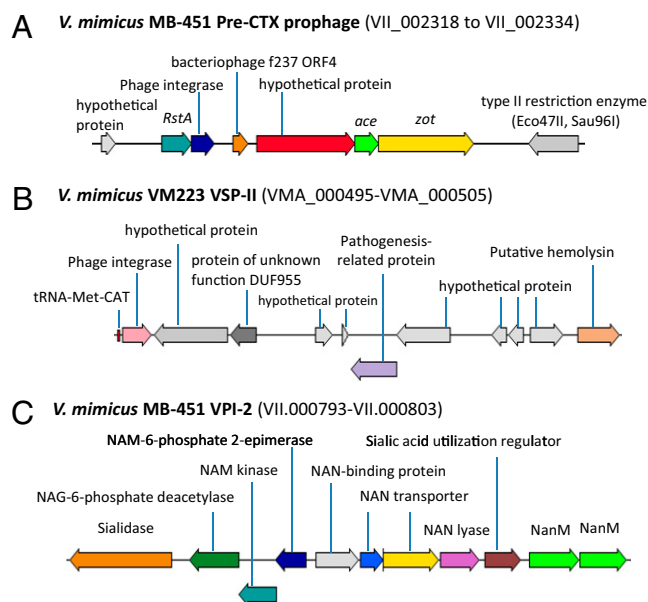 A V. mimicus MB-451 Pre-CTX prophage (VII_002318 to VII_002334)
bacteriophage f237 ORF4
Phage integrase
hypothetical protein
hypothetical
protein
RstA
ace
zot
type II restriction enzyme
(Eco47II, Sau96I)
B V. mimicus VM223 VSP-II (VMA_000495-VMA_000505)
hypothetical protein
Phage integrase
protein of unknown
function DUF955
Pathogenesis-
related protein
Putative hemolysin
tRNA-Met-CAT
hypothetical protein
hypothetical protein
C V. mimicus MB-451 VPI-2 (VII.000793-VII.000803)
NAM-6-phosphate 2-epimerase
Sialic acid utilization regulator
NAM kinase
NAN-binding protein
NAG-6-phosphate deacetylase
NAN transporter
Sialidase
NAN lyase
NanM
NanM